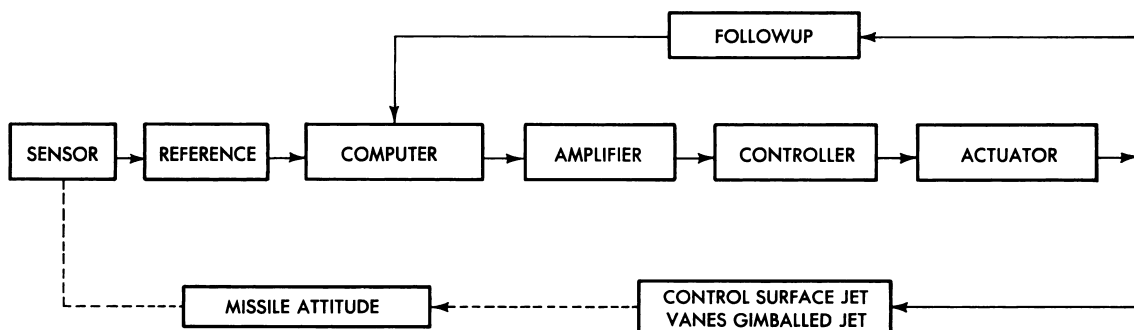 FOLLOWUP
SENSOR
REFERENCE
COMPUTER
AMPLIFIER
CONTROLLER
ACTUATOR
MISSILE ATTITUDE
CONTROL SURFACE JET
VANES GIMBALLED JET